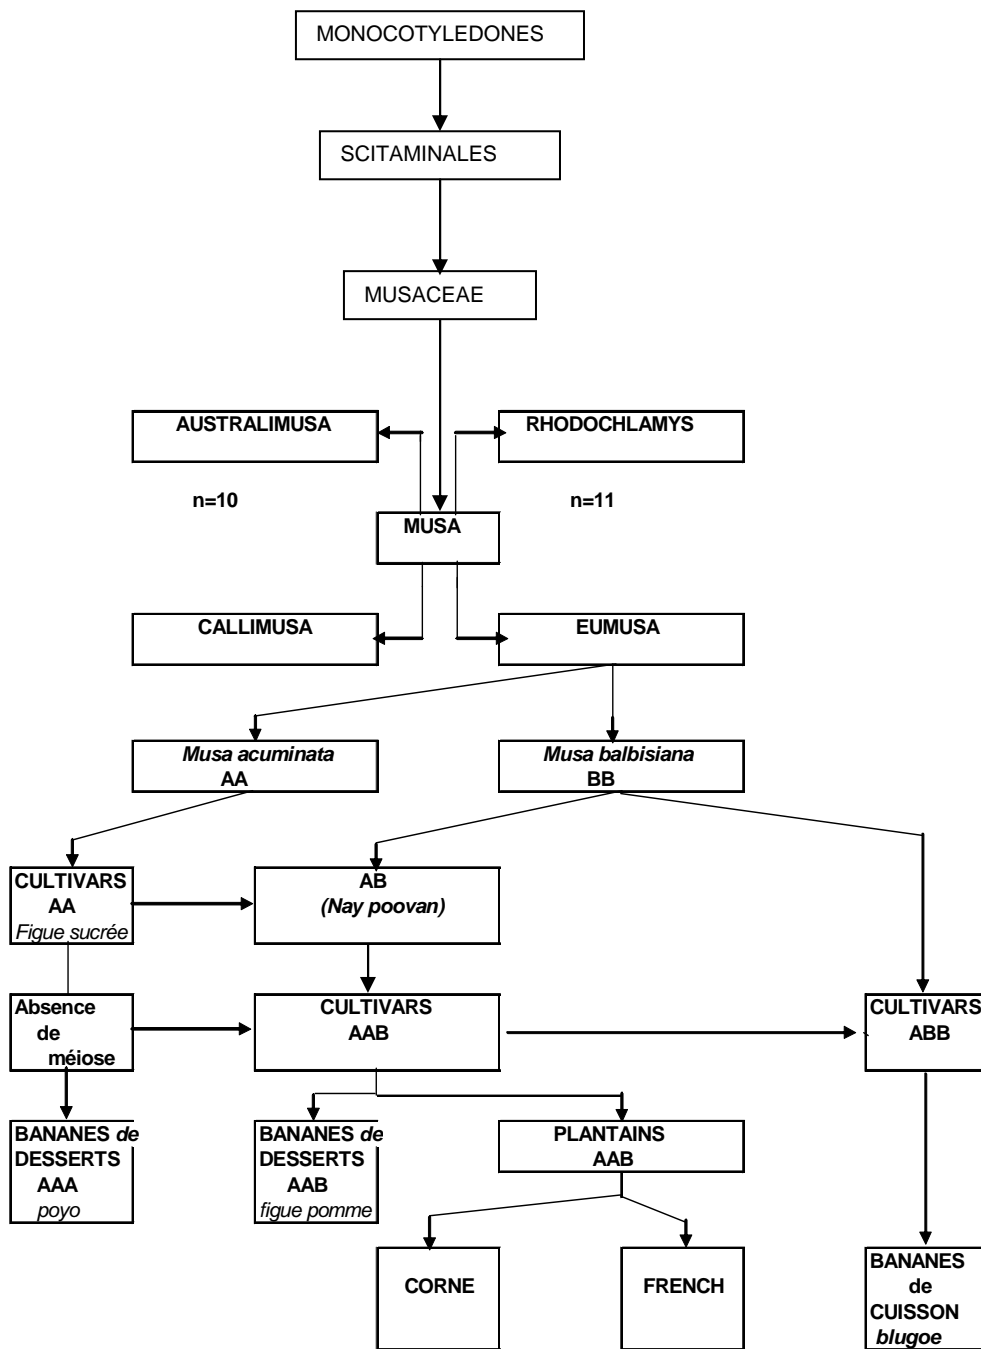 MONOCOTYLEDONES
SCITAMINALES
MUSACEAE
AUSTRALIMUSA
RHODOCHLAMYS
n=10
n=11
MUSA
CALLIMUSA
EUMUSA
Musa acuminata
AA
Musa balbisiana
BB
CULTIVARS
AA
Figue sucrée
AB
(Nay poovan)
Absence
de
méiose
CULTIVARS
AAB
CULTIVARS
ABB
BANANES de
DESSERTS
AAA
poyo
BANANES de
DESSERTS
AAB
figue pomme
PLANTAINS
AAB
CORNE
FRENCH
BANANES
de
CUISSON
blugoe